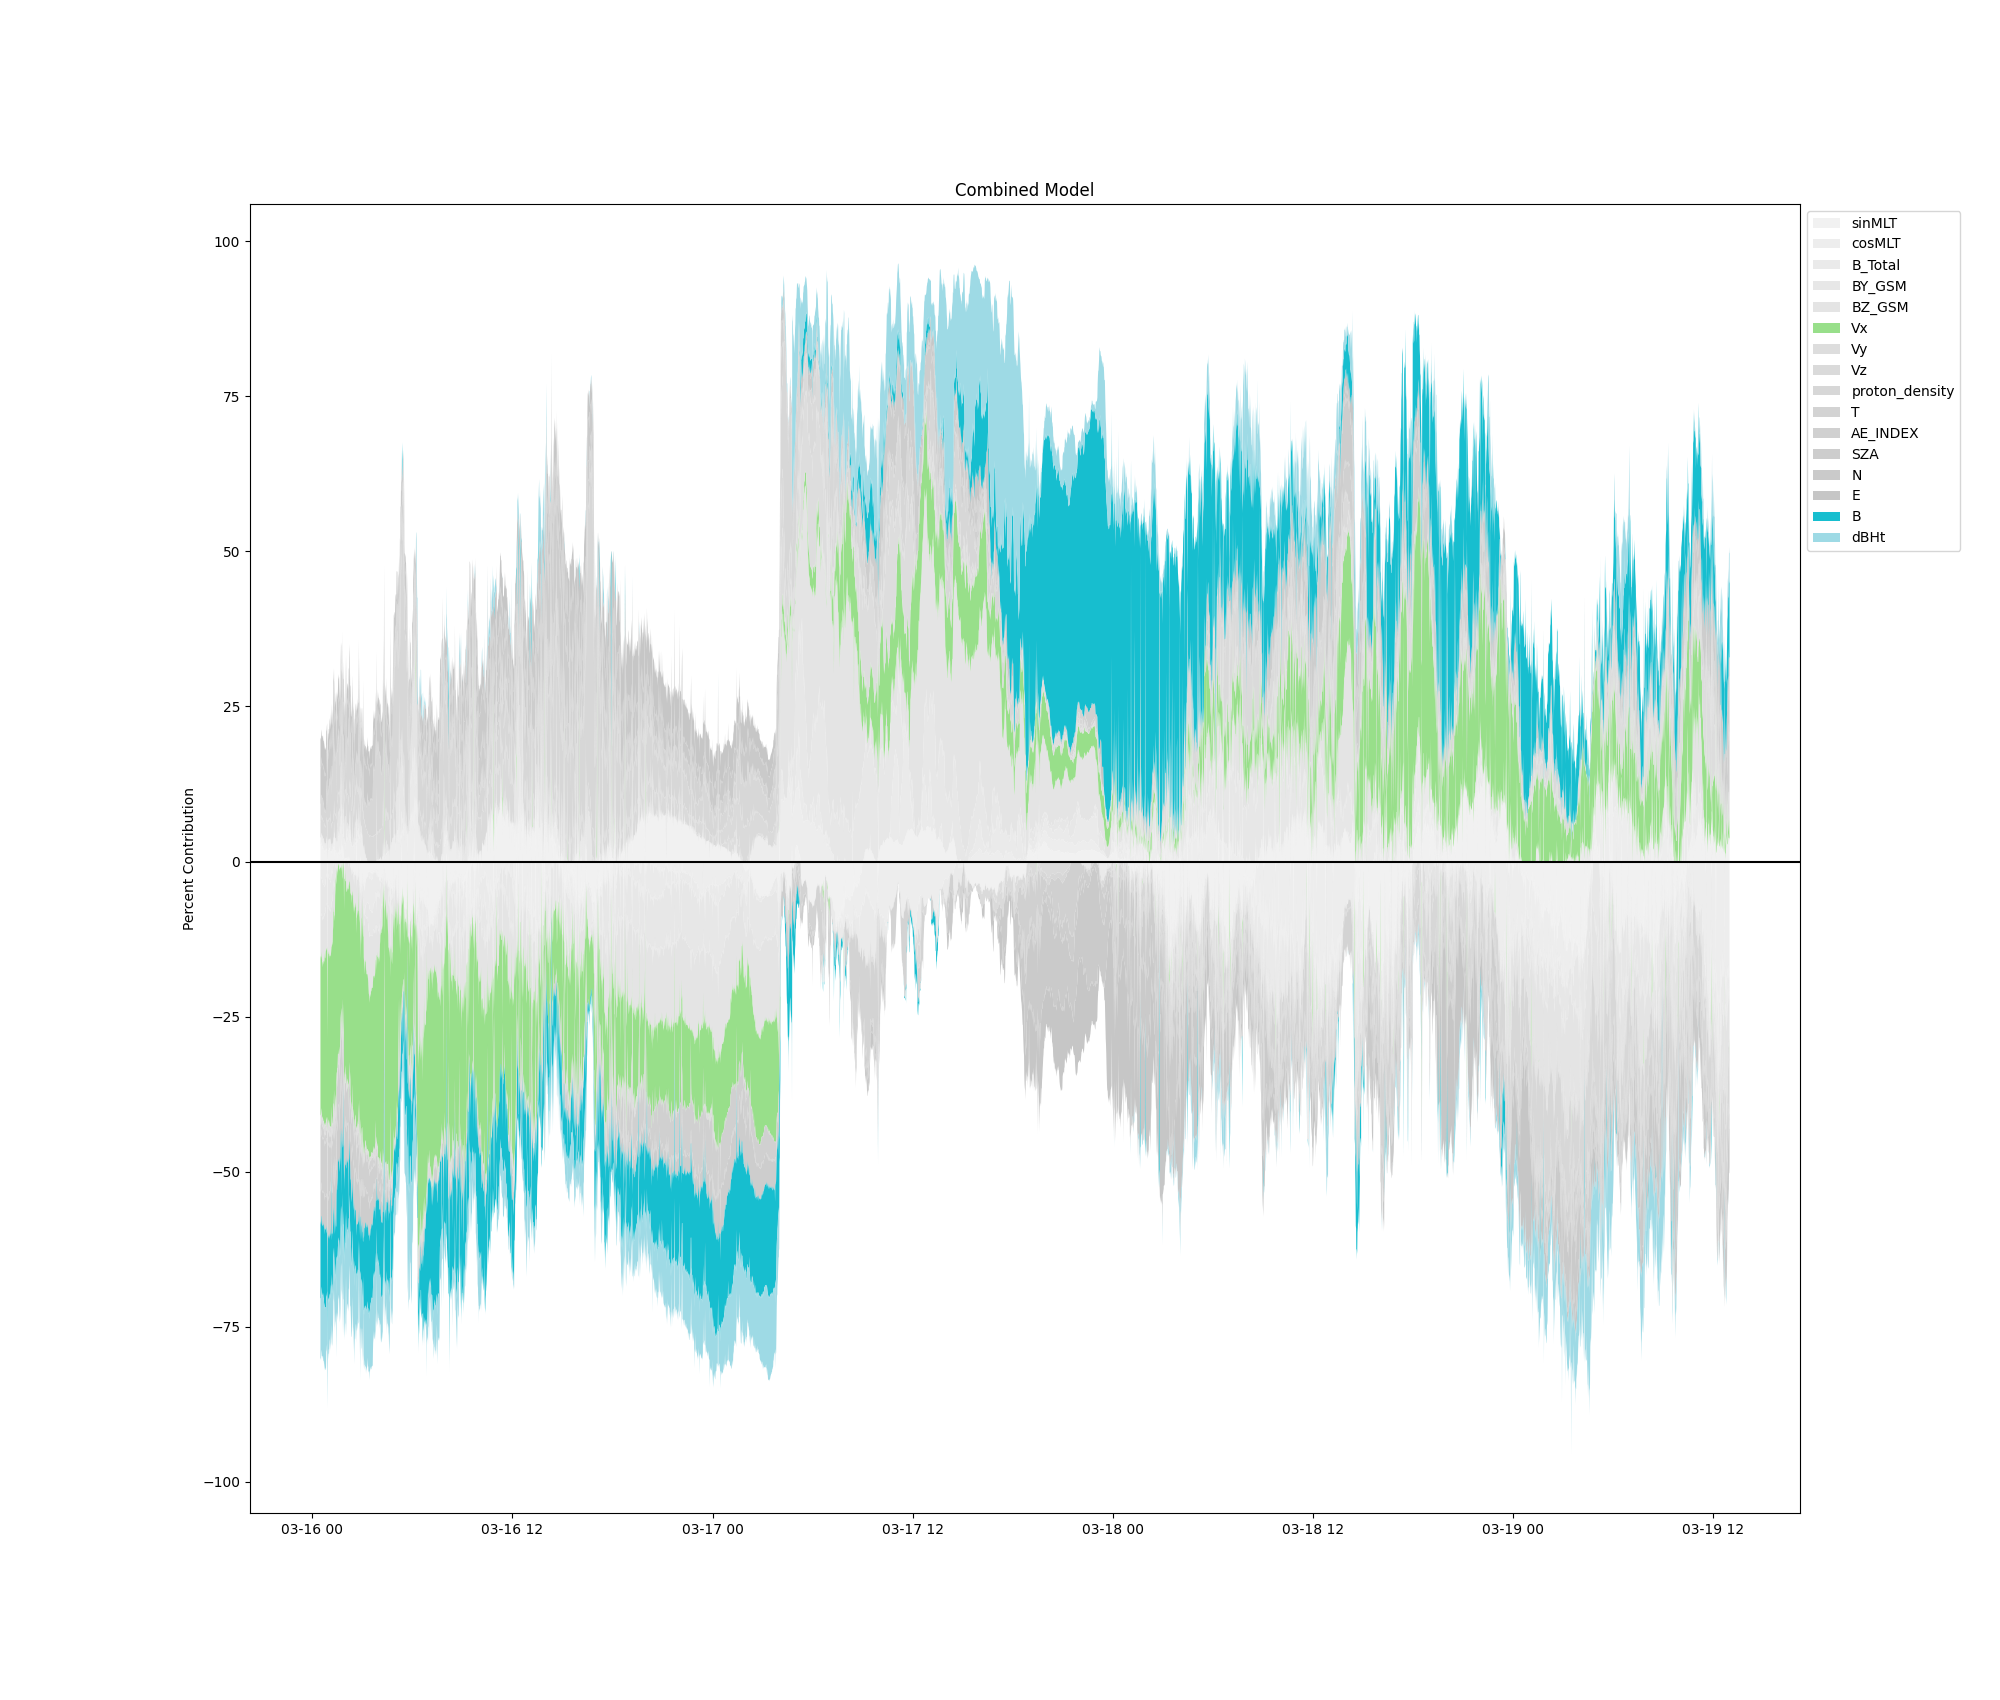 Combined Model
sinMLT
cosMLT
B_Total
BY_GSM
BZ_GSM
Vx
Vy
Vz
proton_density
T
AE_INDEX
SZA
N
E
B
dBHt
Percent Contribution
100
75
50
25
0
−25
−50
−75
−100
03-16 00
03-16 12
03-17 00
03-17 12
03-18 00
03-18 12
03-19 00
03-19 12